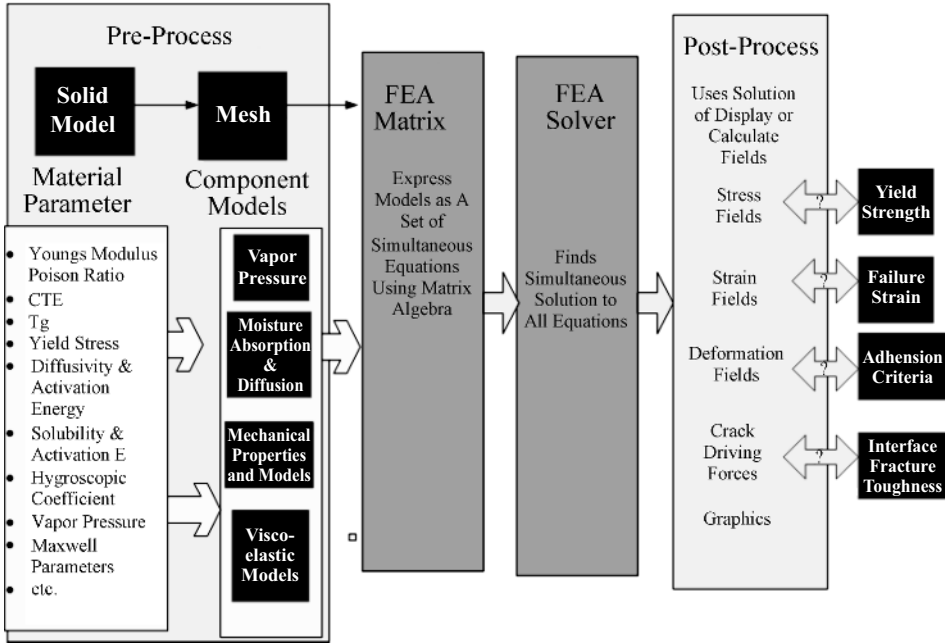 Pre-Process
Solid
Model
Mesh
Material
Parameter
Component
Models
Youngs Modulus
Poison Ratio
CTE
Tg
Yield Stress
Diffusivity &
Activation
Energy
Solubility &
Activation E
Hygroscopic
Coefficient
Vapor Pressure
Maxwell
Parameters
etc.
Vapor
Pressure
Moisture
Absorption
&
Diffusion
Mechanical
Properties
and Models
Visco-
elastic
Models
FEA
Matrix
Express
Models as A
Set of
Simultaneous
Equations
Using Matrix
Algebra
FEA
Solver
Finds
Simultaneous
Solution to
All Equations
Post-Process
Uses Solution
of Display or
Calculate
Fields
Stress
Fields
?
Yield
Strength
Strain
Fields
?
Failure
Strain
Deformation
Fields
?
Adhension
Criteria
Crack
Driving
Forces
?
Interface
Fracture
Toughness
Graphics